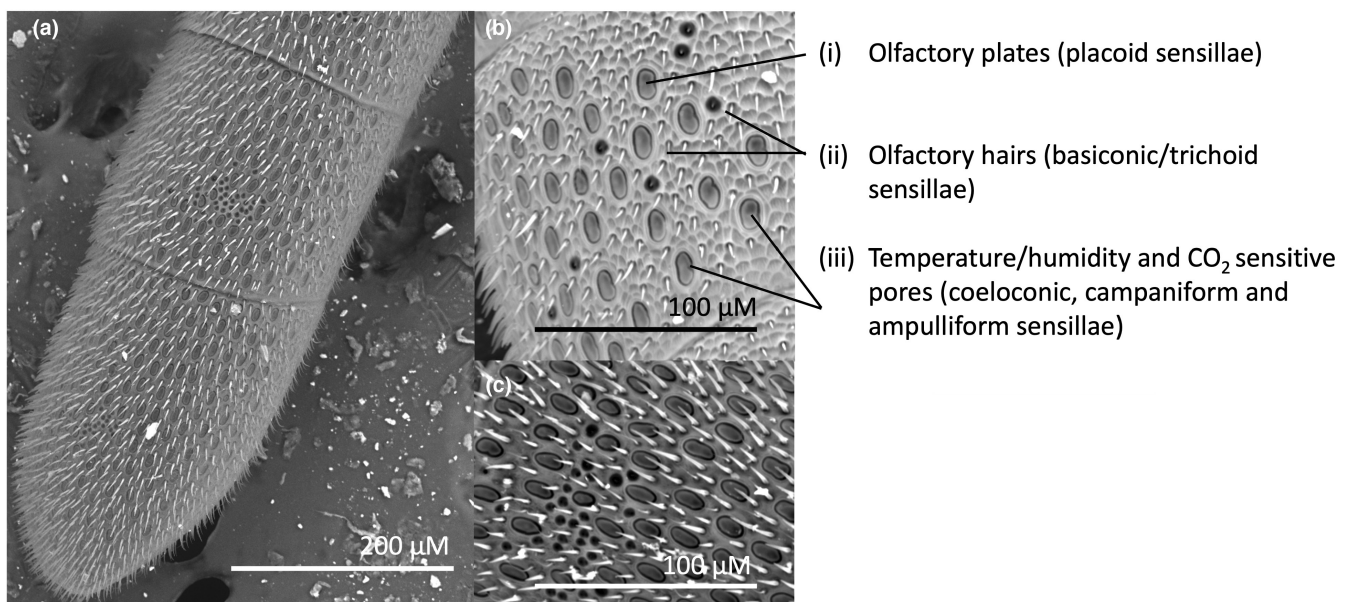 (a)
200 µM
(b)
100 µM
(c)
100 µM
(i) Olfactory plates (placoid sensillae)
(ii) Olfactory hairs (basiconic/trichoid
sensillae)
(iii) Temperature/humidity and CO₂ sensitive
pores (coeloconic, campaniform and
ampulliform sensillae)